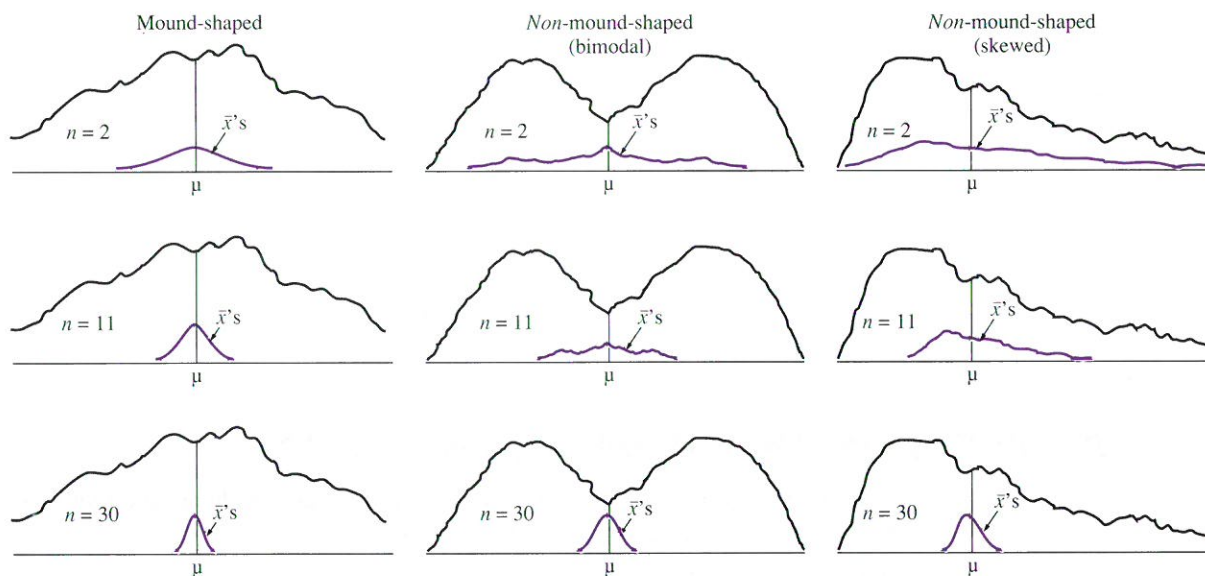 Mound-shaped
Non-mound-shaped
(bimodal)
Non-mound-shaped
(skewed)
n = 2
x̄'s
μ
n = 2
x̄'s
μ
n = 2
x̄'s
μ
n = 11
x̄'s
μ
n = 11
x̄'s
μ
n = 11
x̄'s
μ
n = 30
x̄'s
μ
n = 30
x̄'s
μ
n = 30
x̄'s
μ